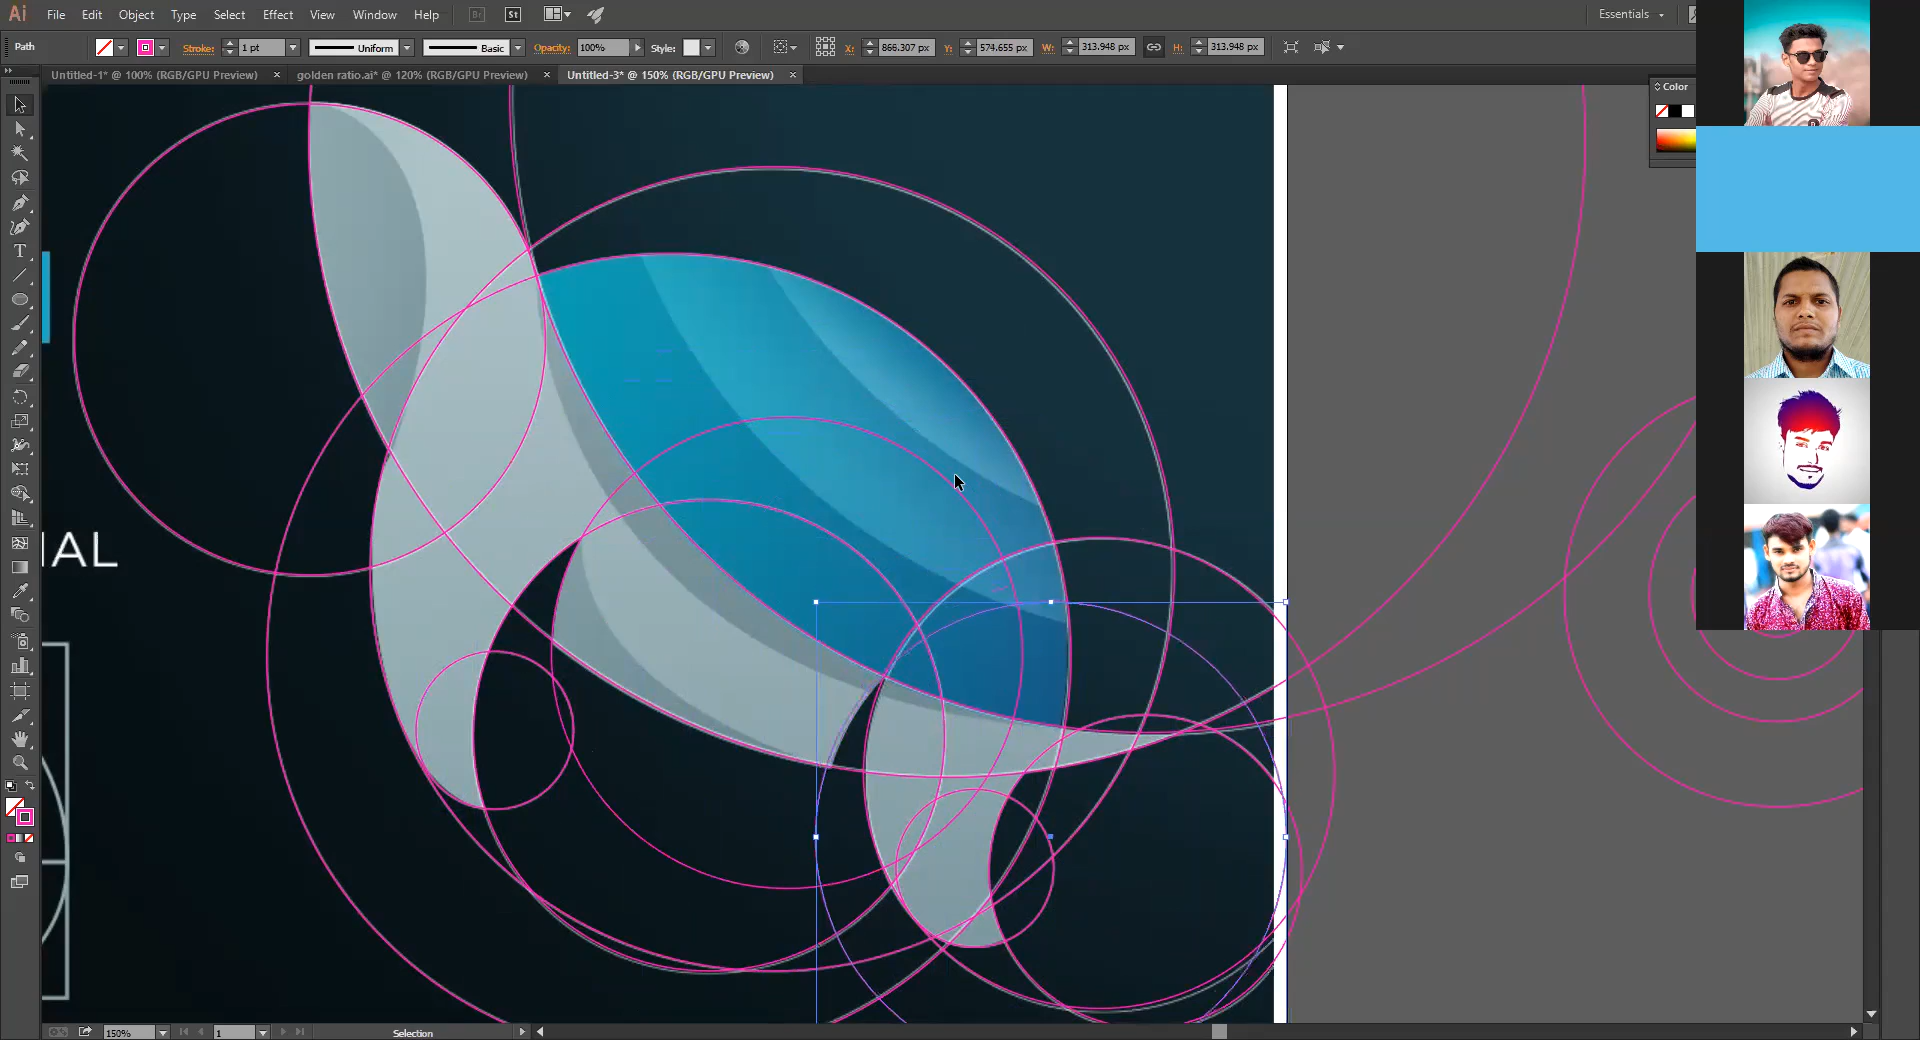 Ai File Edit Object Type Select Effect View Window Help Br St Essentials
Path Stroke: 1 pt Uniform Basic Opacity: 100% Style: X: 866.307 px Y: 574.655 px W: 313.948 px H: 313.948 px
Untitled-1* @ 100% (RGB/GPU Preview) × golden ratio.ai* @ 120% (RGB/GPU Preview) × Untitled-3* @ 150% (RGB/GPU Preview) ×
Color
IAL
150% 1 Selection